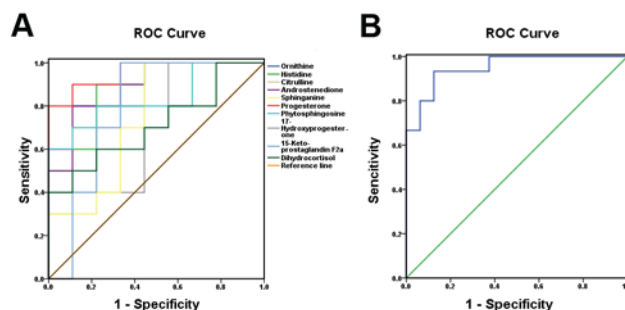 A
ROC Curve
Sensitivity
1.0
0.8
0.6
0.4
0.2
0.0
0.0
0.2
0.4
0.6
0.8
1.0
1 - Specificity
Ornithine
Histidine
Citrulline
Androstenedione
Sphinganine
Progesterone
Phytosphingosine
17-
Hydroxyprogester-
one
15-Keto-
prostaglandin F2a
Dihydrocortisol
Reference line
B
ROC Curve
Sensitivity
1.0
0.8
0.6
0.4
0.2
0.0
0.0
0.2
0.4
0.6
0.8
1.0
1 - Specificity